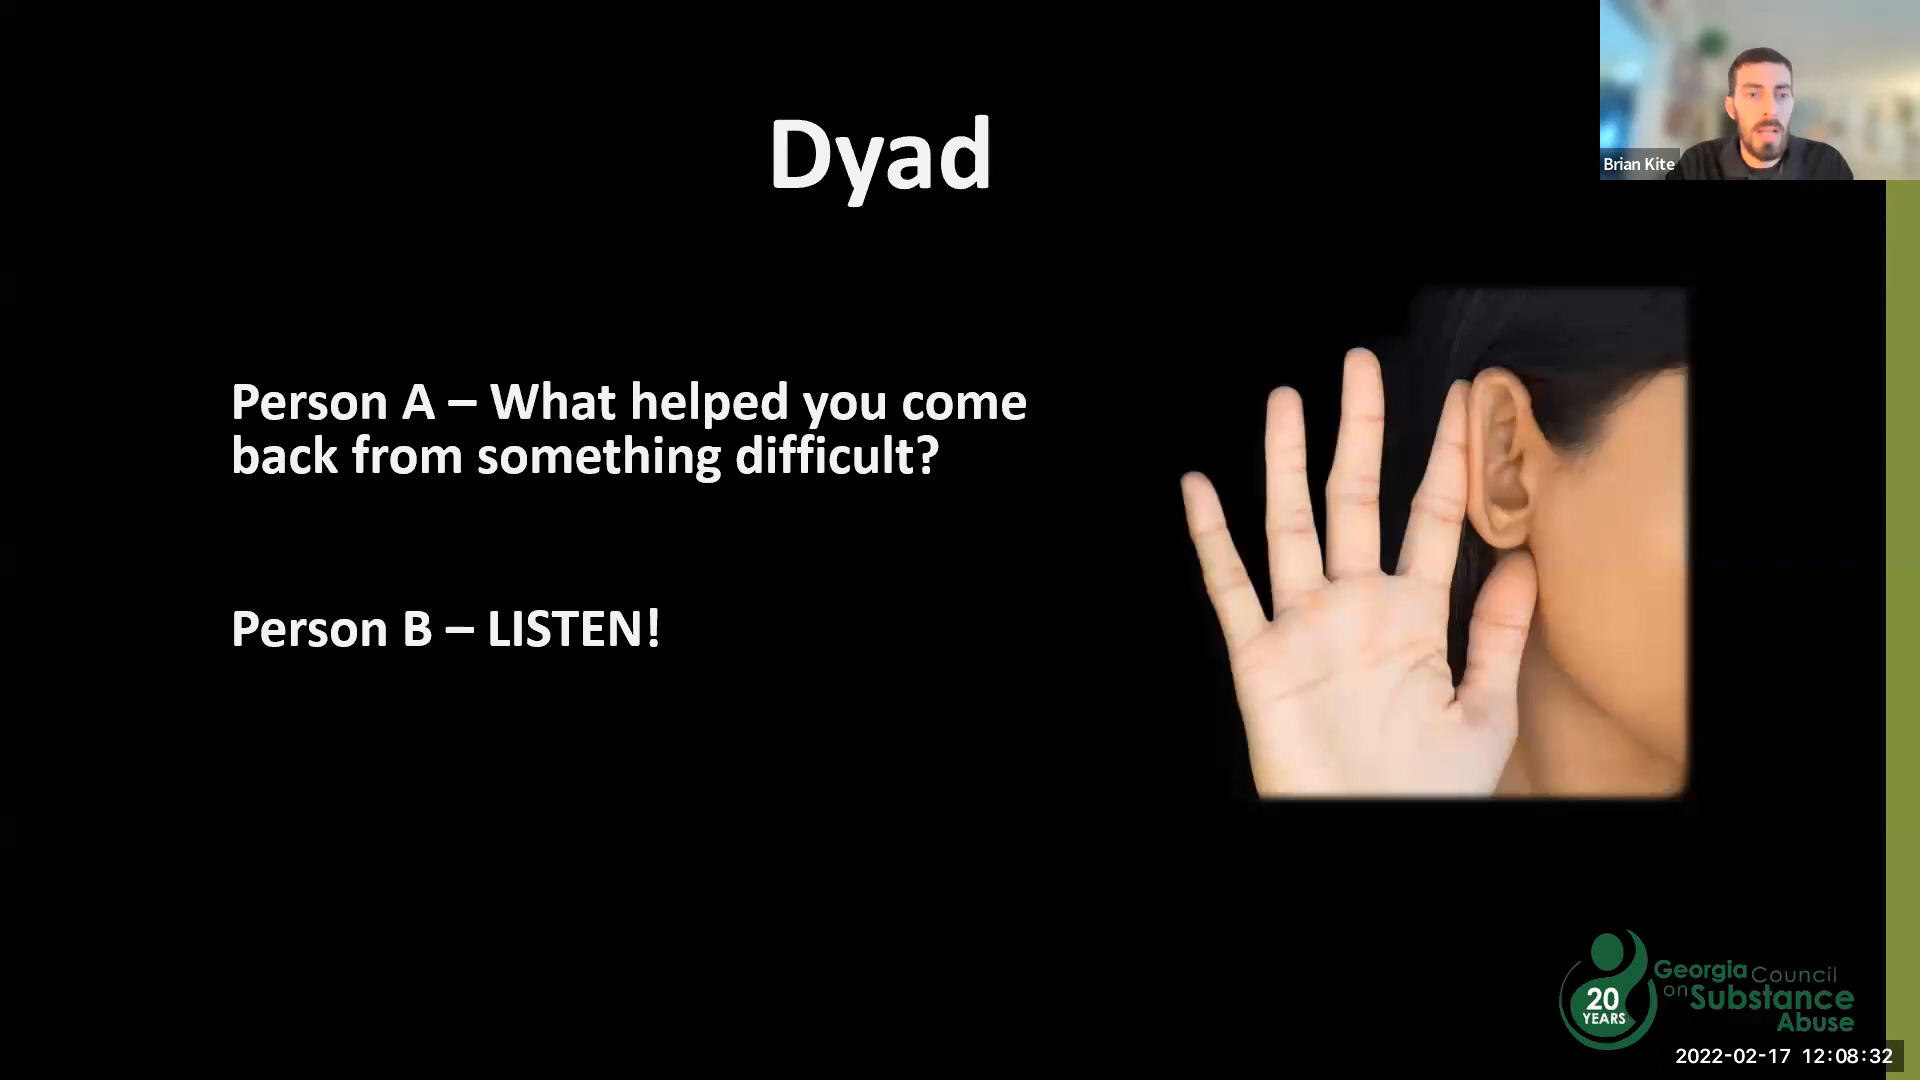 Dyad
Brian Kite
Person A – What helped you come
back from something difficult?
Person B – LISTEN!
Georgia Council
on Substance
Abuse
20
YEARS
2022-02-17 12:08:32